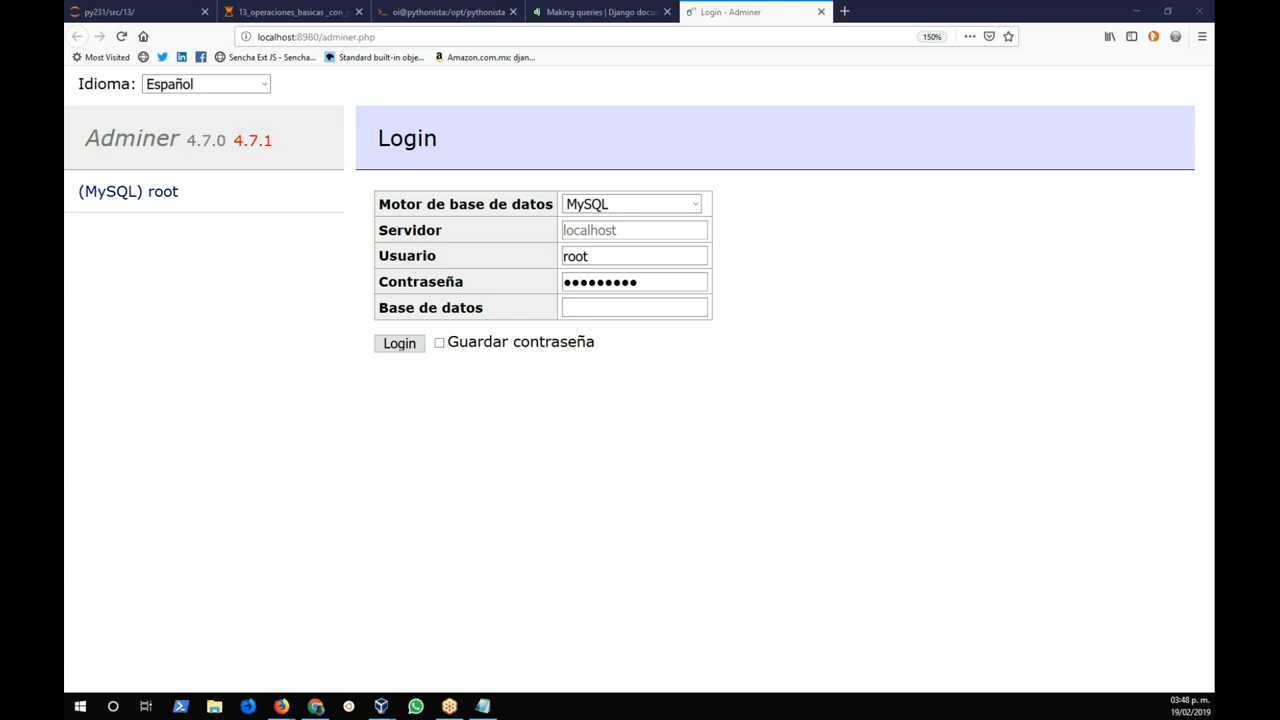 py231/src/13/
13_operaciones_basicas _con_
oi@pythonista:/opt/pythonista
Making queries | Django docu
Login - Adminer
localhost:8980/adminer.php
150%
Most Visited
Sencha Ext JS - Sencha...
Standard built-in obje...
Amazon.com.mx: djan...
Idioma: Español
Adminer 4.7.0 4.7.1
Login
(MySQL) root
Motor de base de datos MySQL
Servidor localhost
Usuario root
Contraseña •••••••••
Base de datos
Login Guardar contraseña
03:48 p. m.
19/02/2019